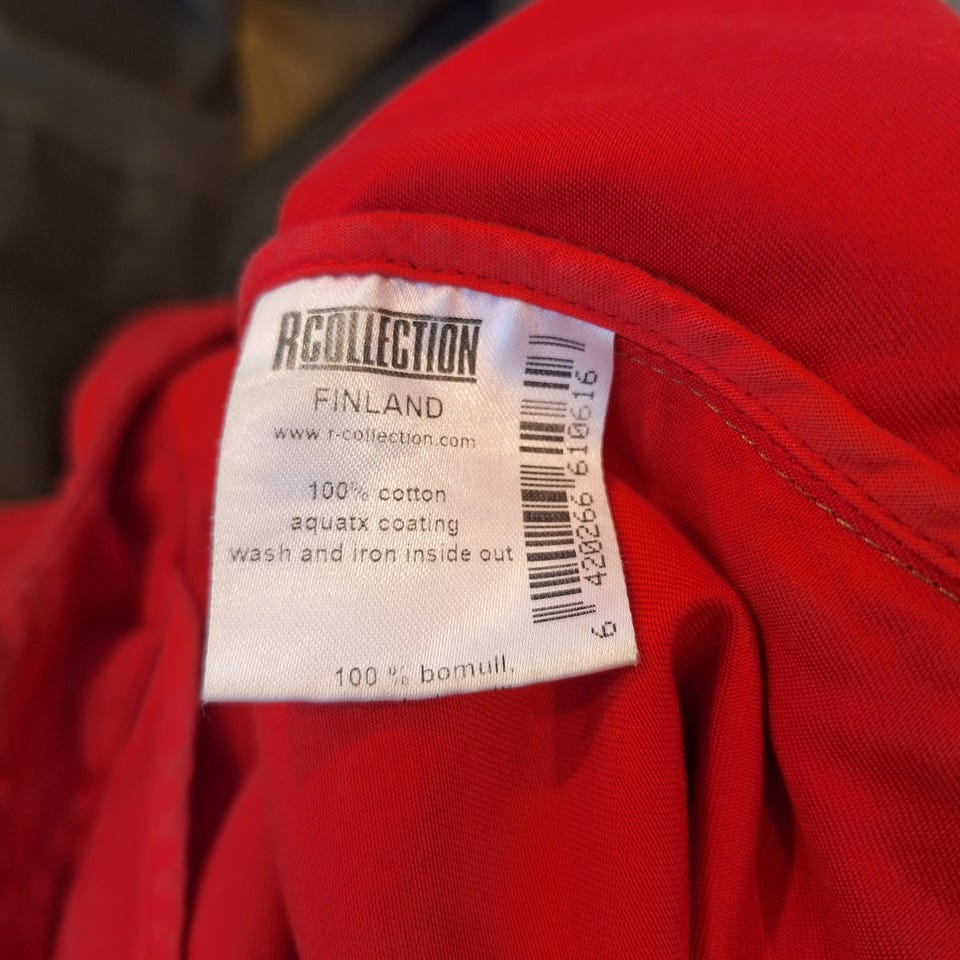 RCOLLECTION
FINLAND
www.r-collection.com
100% cotton
aquatx coating
wash and iron inside out
100 % bomull,
6 420266 610616